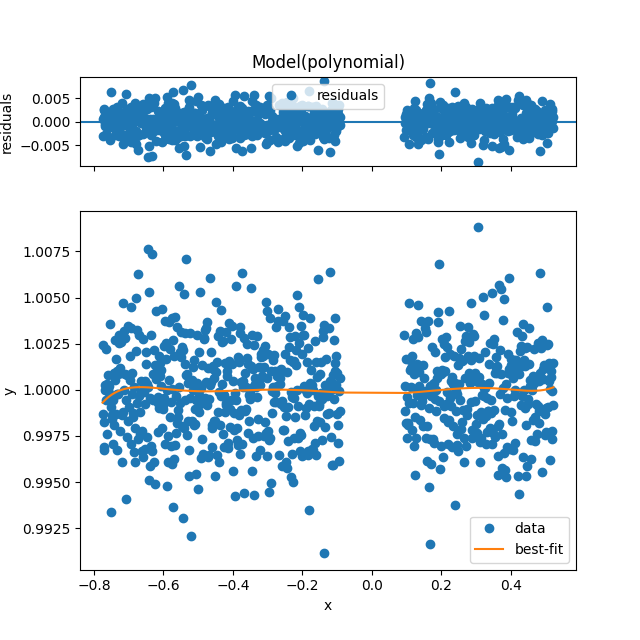 Model(polynomial)
residuals
0.005
0.000
−0.005
residuals
y
1.0075
1.0050
1.0025
1.0000
0.9975
0.9950
0.9925
data
best-fit
−0.8 −0.6 −0.4 −0.2 0.0 0.2 0.4
x